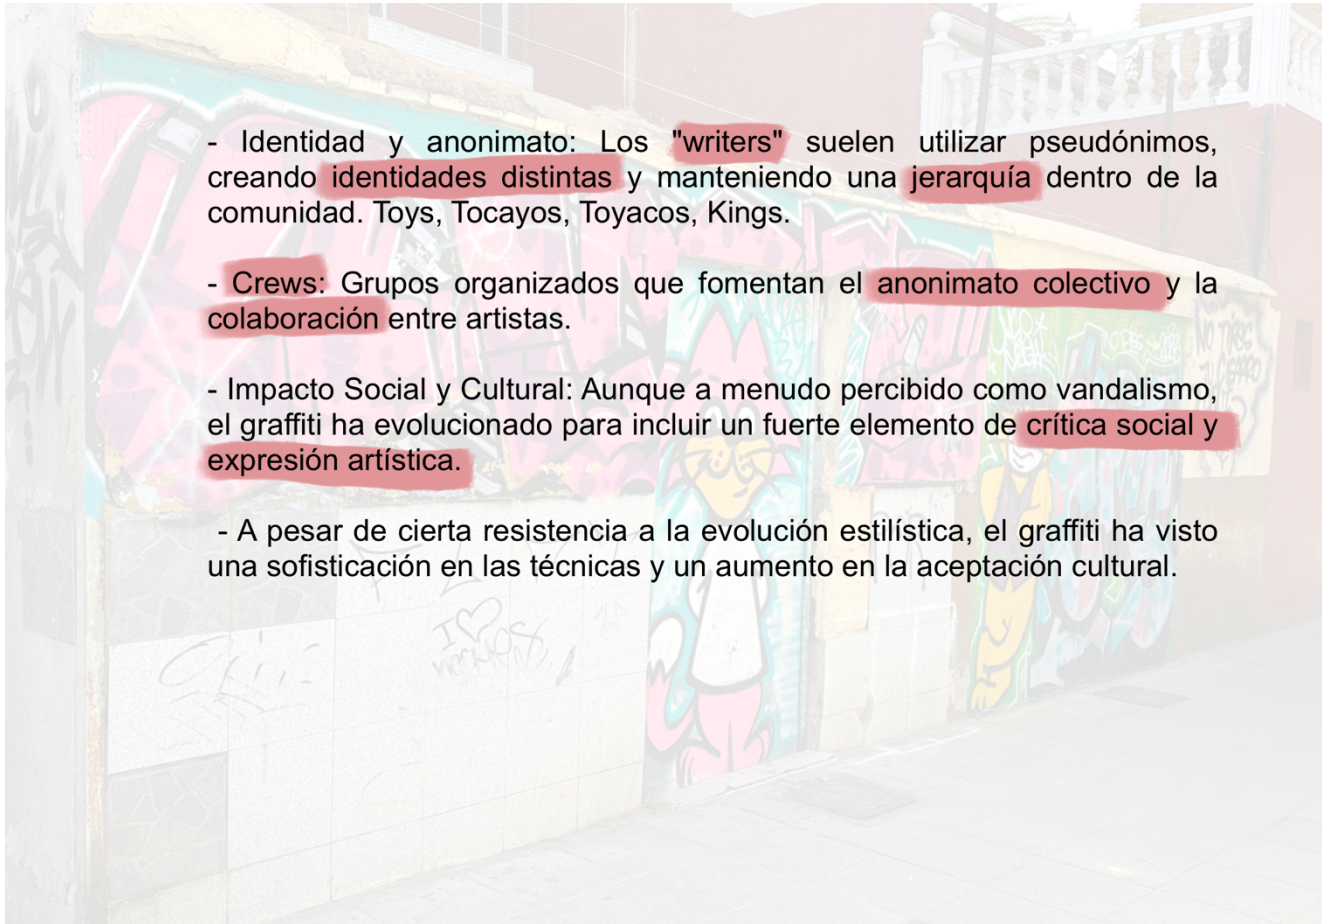 - Identidad y anonimato: Los "writers" suelen utilizar pseudónimos,
creando identidades distintas y manteniendo una jerarquía dentro de la
comunidad. Toys, Tocayos, Toyacos, Kings.
- Crews: Grupos organizados que fomentan el anonimato colectivo y la
colaboración entre artistas.
- Impacto Social y Cultural: Aunque a menudo percibido como vandalismo,
el graffiti ha evolucionado para incluir un fuerte elemento de crítica social y
expresión artística.
- A pesar de cierta resistencia a la evolución estilística, el graffiti ha visto
una sofisticación en las técnicas y un aumento en la aceptación cultural.